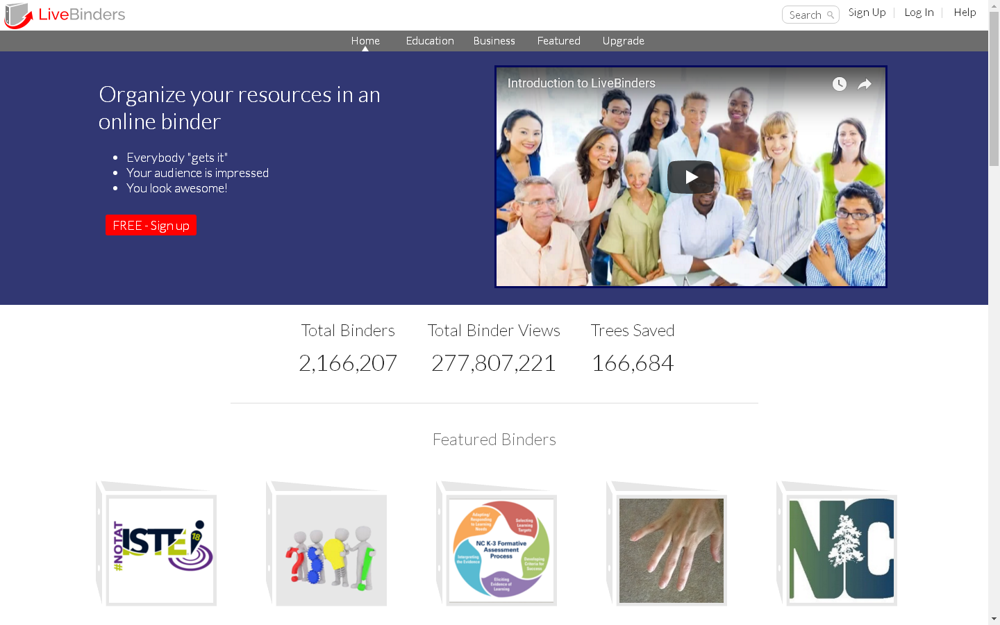 LiveBinders
Search
Sign Up
Log In
Help
Home
Education
Business
Featured
Upgrade
Organize your resources in an
online binder
Everybody "gets it"
Your audience is impressed
You look awesome!
FREE - Sign up
Introduction to LiveBinders
Total Binders
2,166,207
Total Binder Views
277,807,221
Trees Saved
166,684
Featured Binders
#NOTAT
ISTE
18
Adapting/
Responding
to Learning
Needs
Selecting
Learning
Targets
NC K-3 Formative
Assessment
Process
Interpreting
the Evidence
Developing
Criteria for
Success
Eliciting
Evidence of
Learning
NC